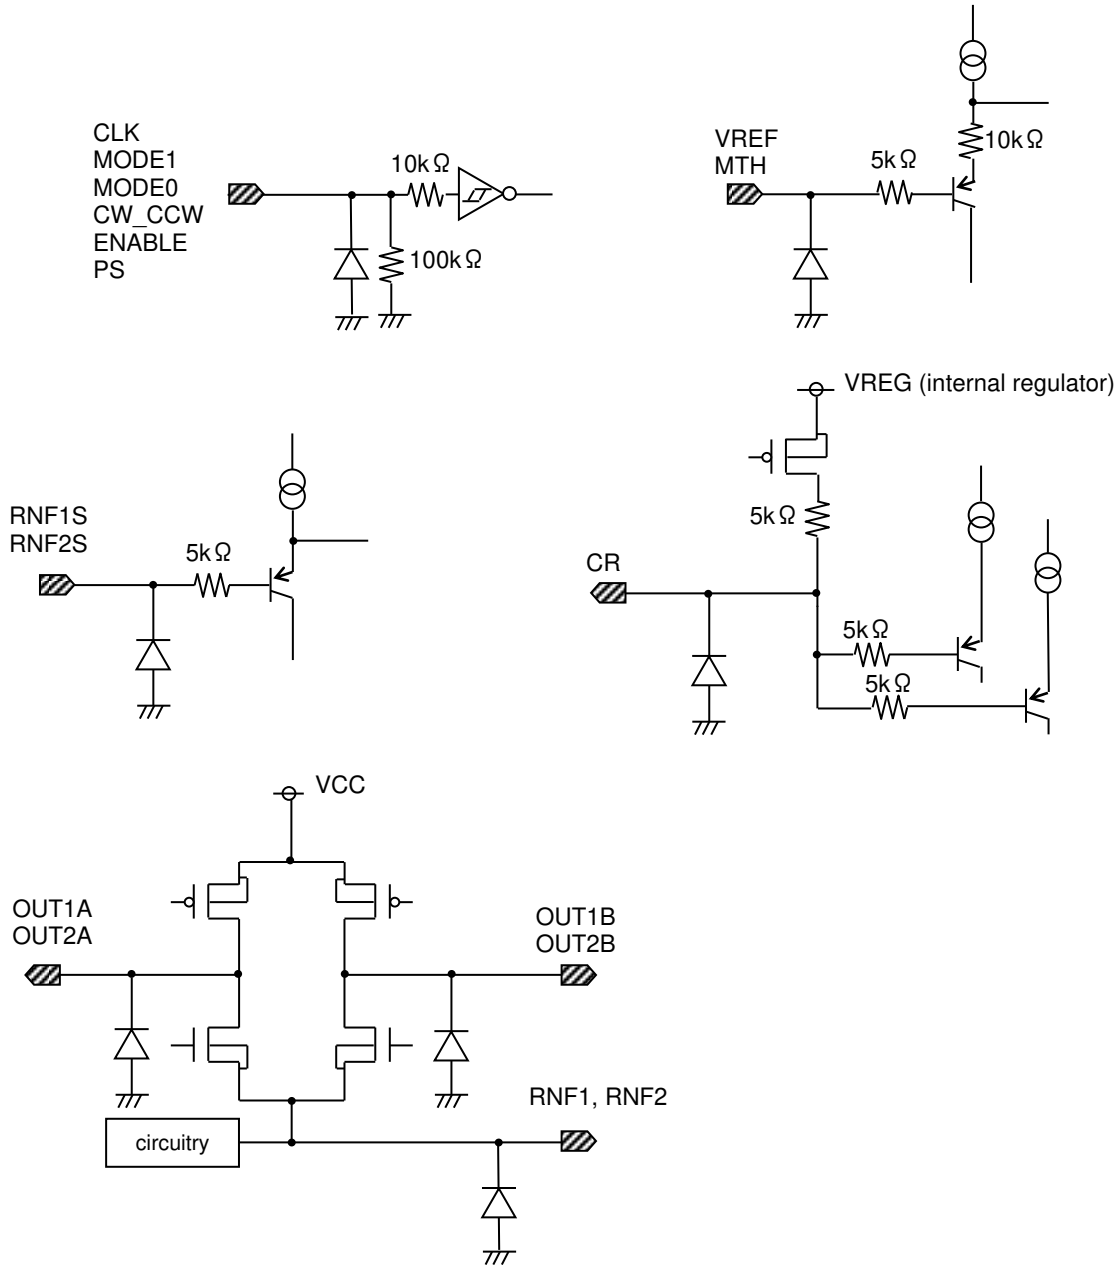 CLK
MODE1
MODE0
CW_CCW
ENABLE
PS
10kΩ
100kΩ
VREF
MTH
5kΩ
10kΩ
RNF1S
RNF2S
5kΩ
VREG (internal regulator)
5kΩ
CR
5kΩ
5kΩ
VCC
OUT1A
OUT2A
OUT1B
OUT2B
RNF1, RNF2
circuitry